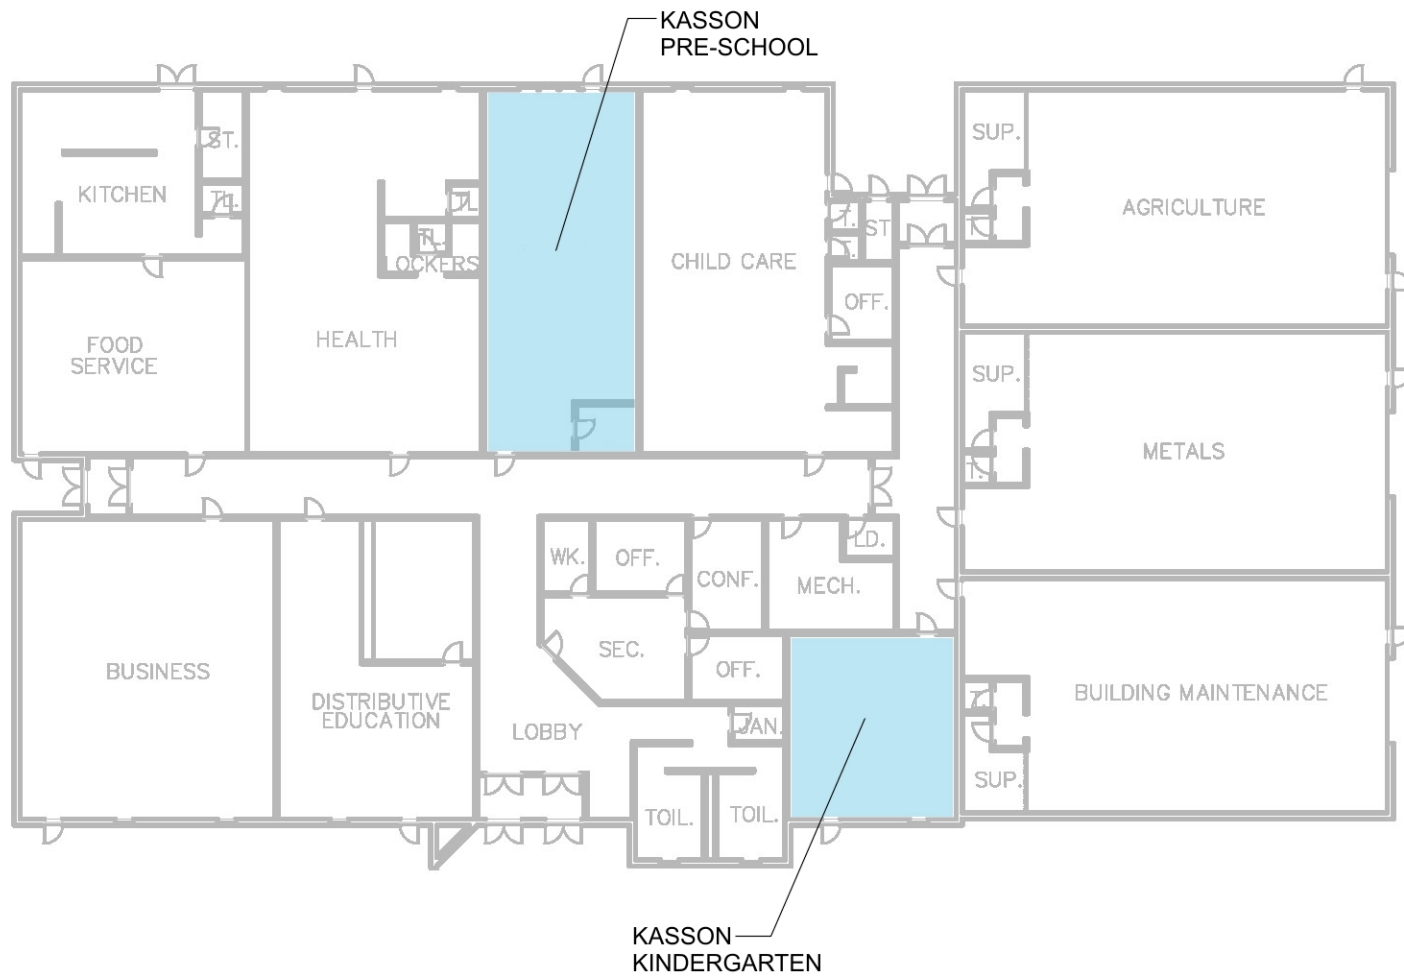 KASSON
PRE-SCHOOL
ST.
SUP.
KITCHEN
TL.
TL.
AGRICULTURE
T.
ST
T.
TL.
T.
LOCKERS
CHILD CARE
OFF.
HEALTH
FOOD
SERVICE
SUP.
METALS
T.
WK.
OFF.
LD.
CONF.
MECH.
SEC.
OFF.
BUSINESS
DISTRIBUTIVE
EDUCATION
BUILDING MAINTENANCE
T.
LOBBY
JAN.
SUP.
TOIL.
TOIL.
KASSON
KINDERGARTEN